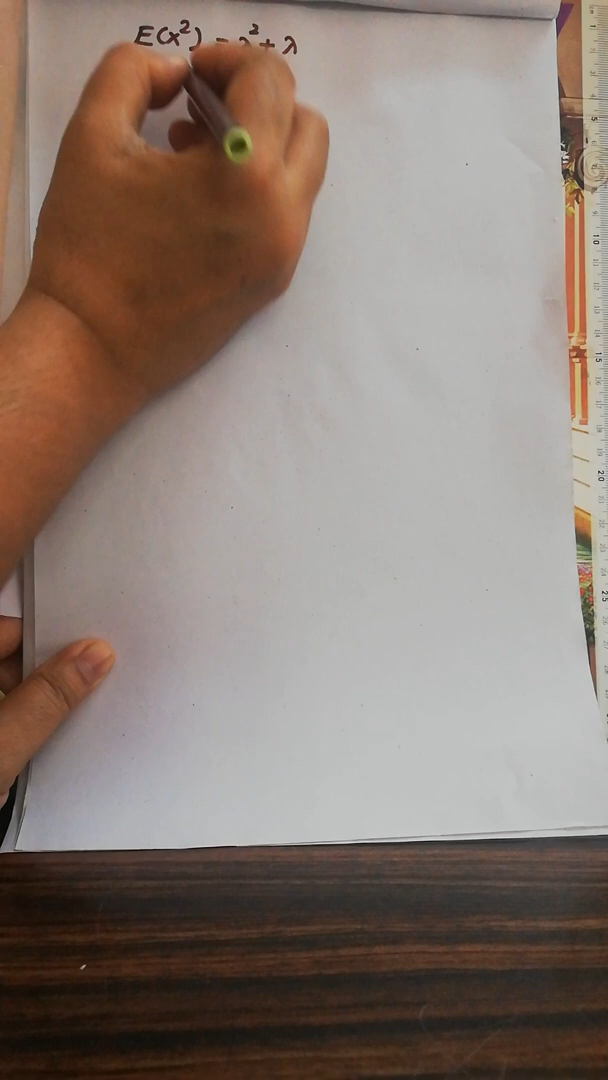 E(x²) = λ² + λ